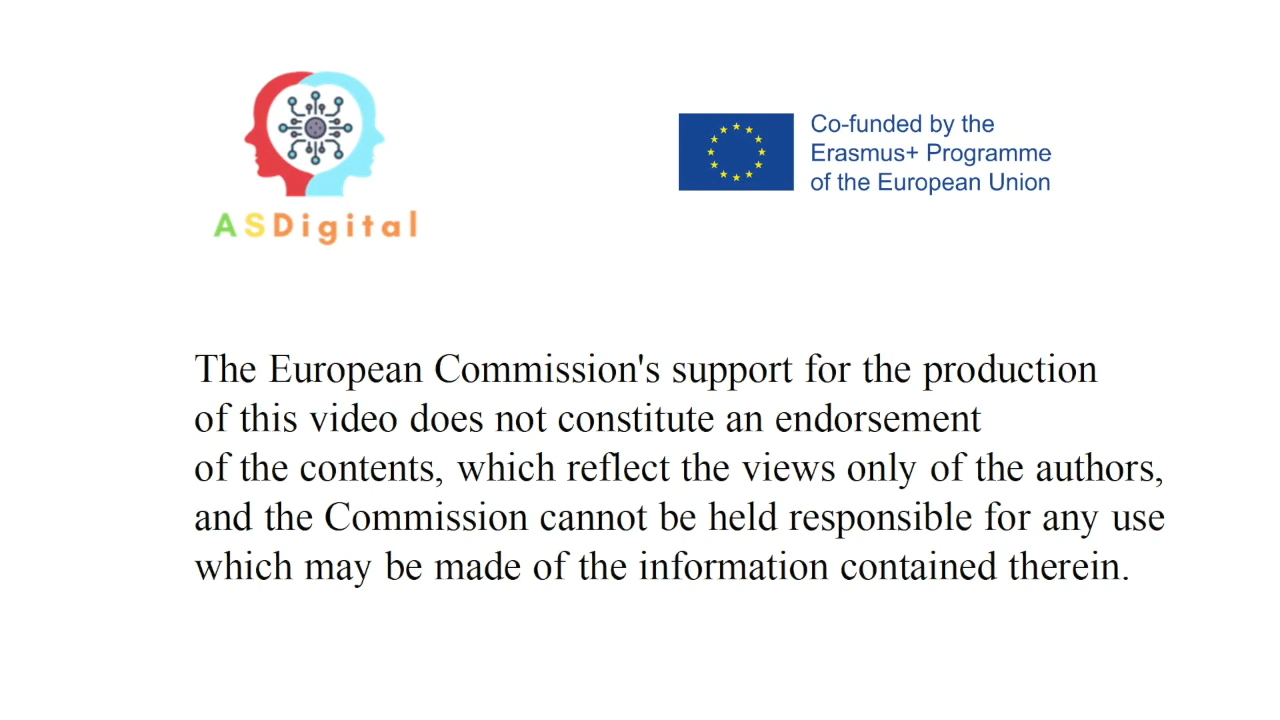 ASDigital
Co-funded by the
Erasmus+ Programme
of the European Union
The European Commission's support for the production
of this video does not constitute an endorsement
of the contents, which reflect the views only of the authors,
and the Commission cannot be held responsible for any use
which may be made of the information contained therein.